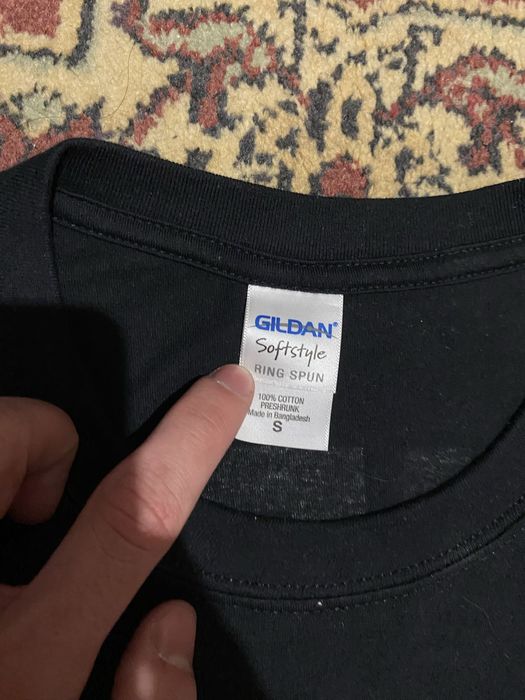 GILDAN®
Softstyle
RING SPUN
100% COTTON
PRESHRUNK
Made in Bangladesh
S